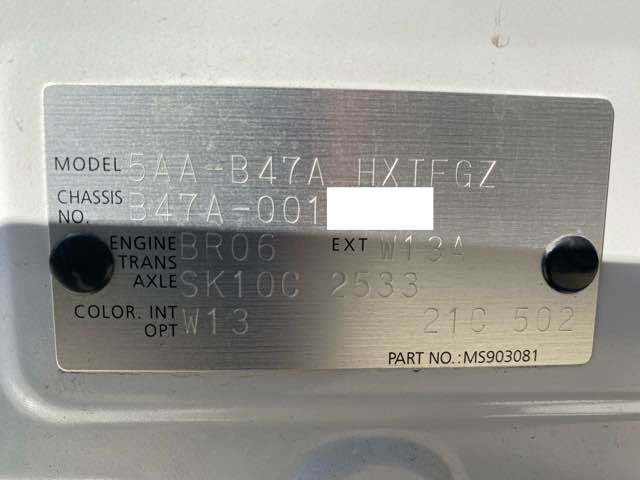 MODEL 5AA-B47A HXTFGZ
CHASSIS NO. B47A-001
ENGINE BR06 EXT W13A
TRANS AXLE SK10C 2533
COLOR. INT W13 21C 502
OPT
PART NO.:MS903081